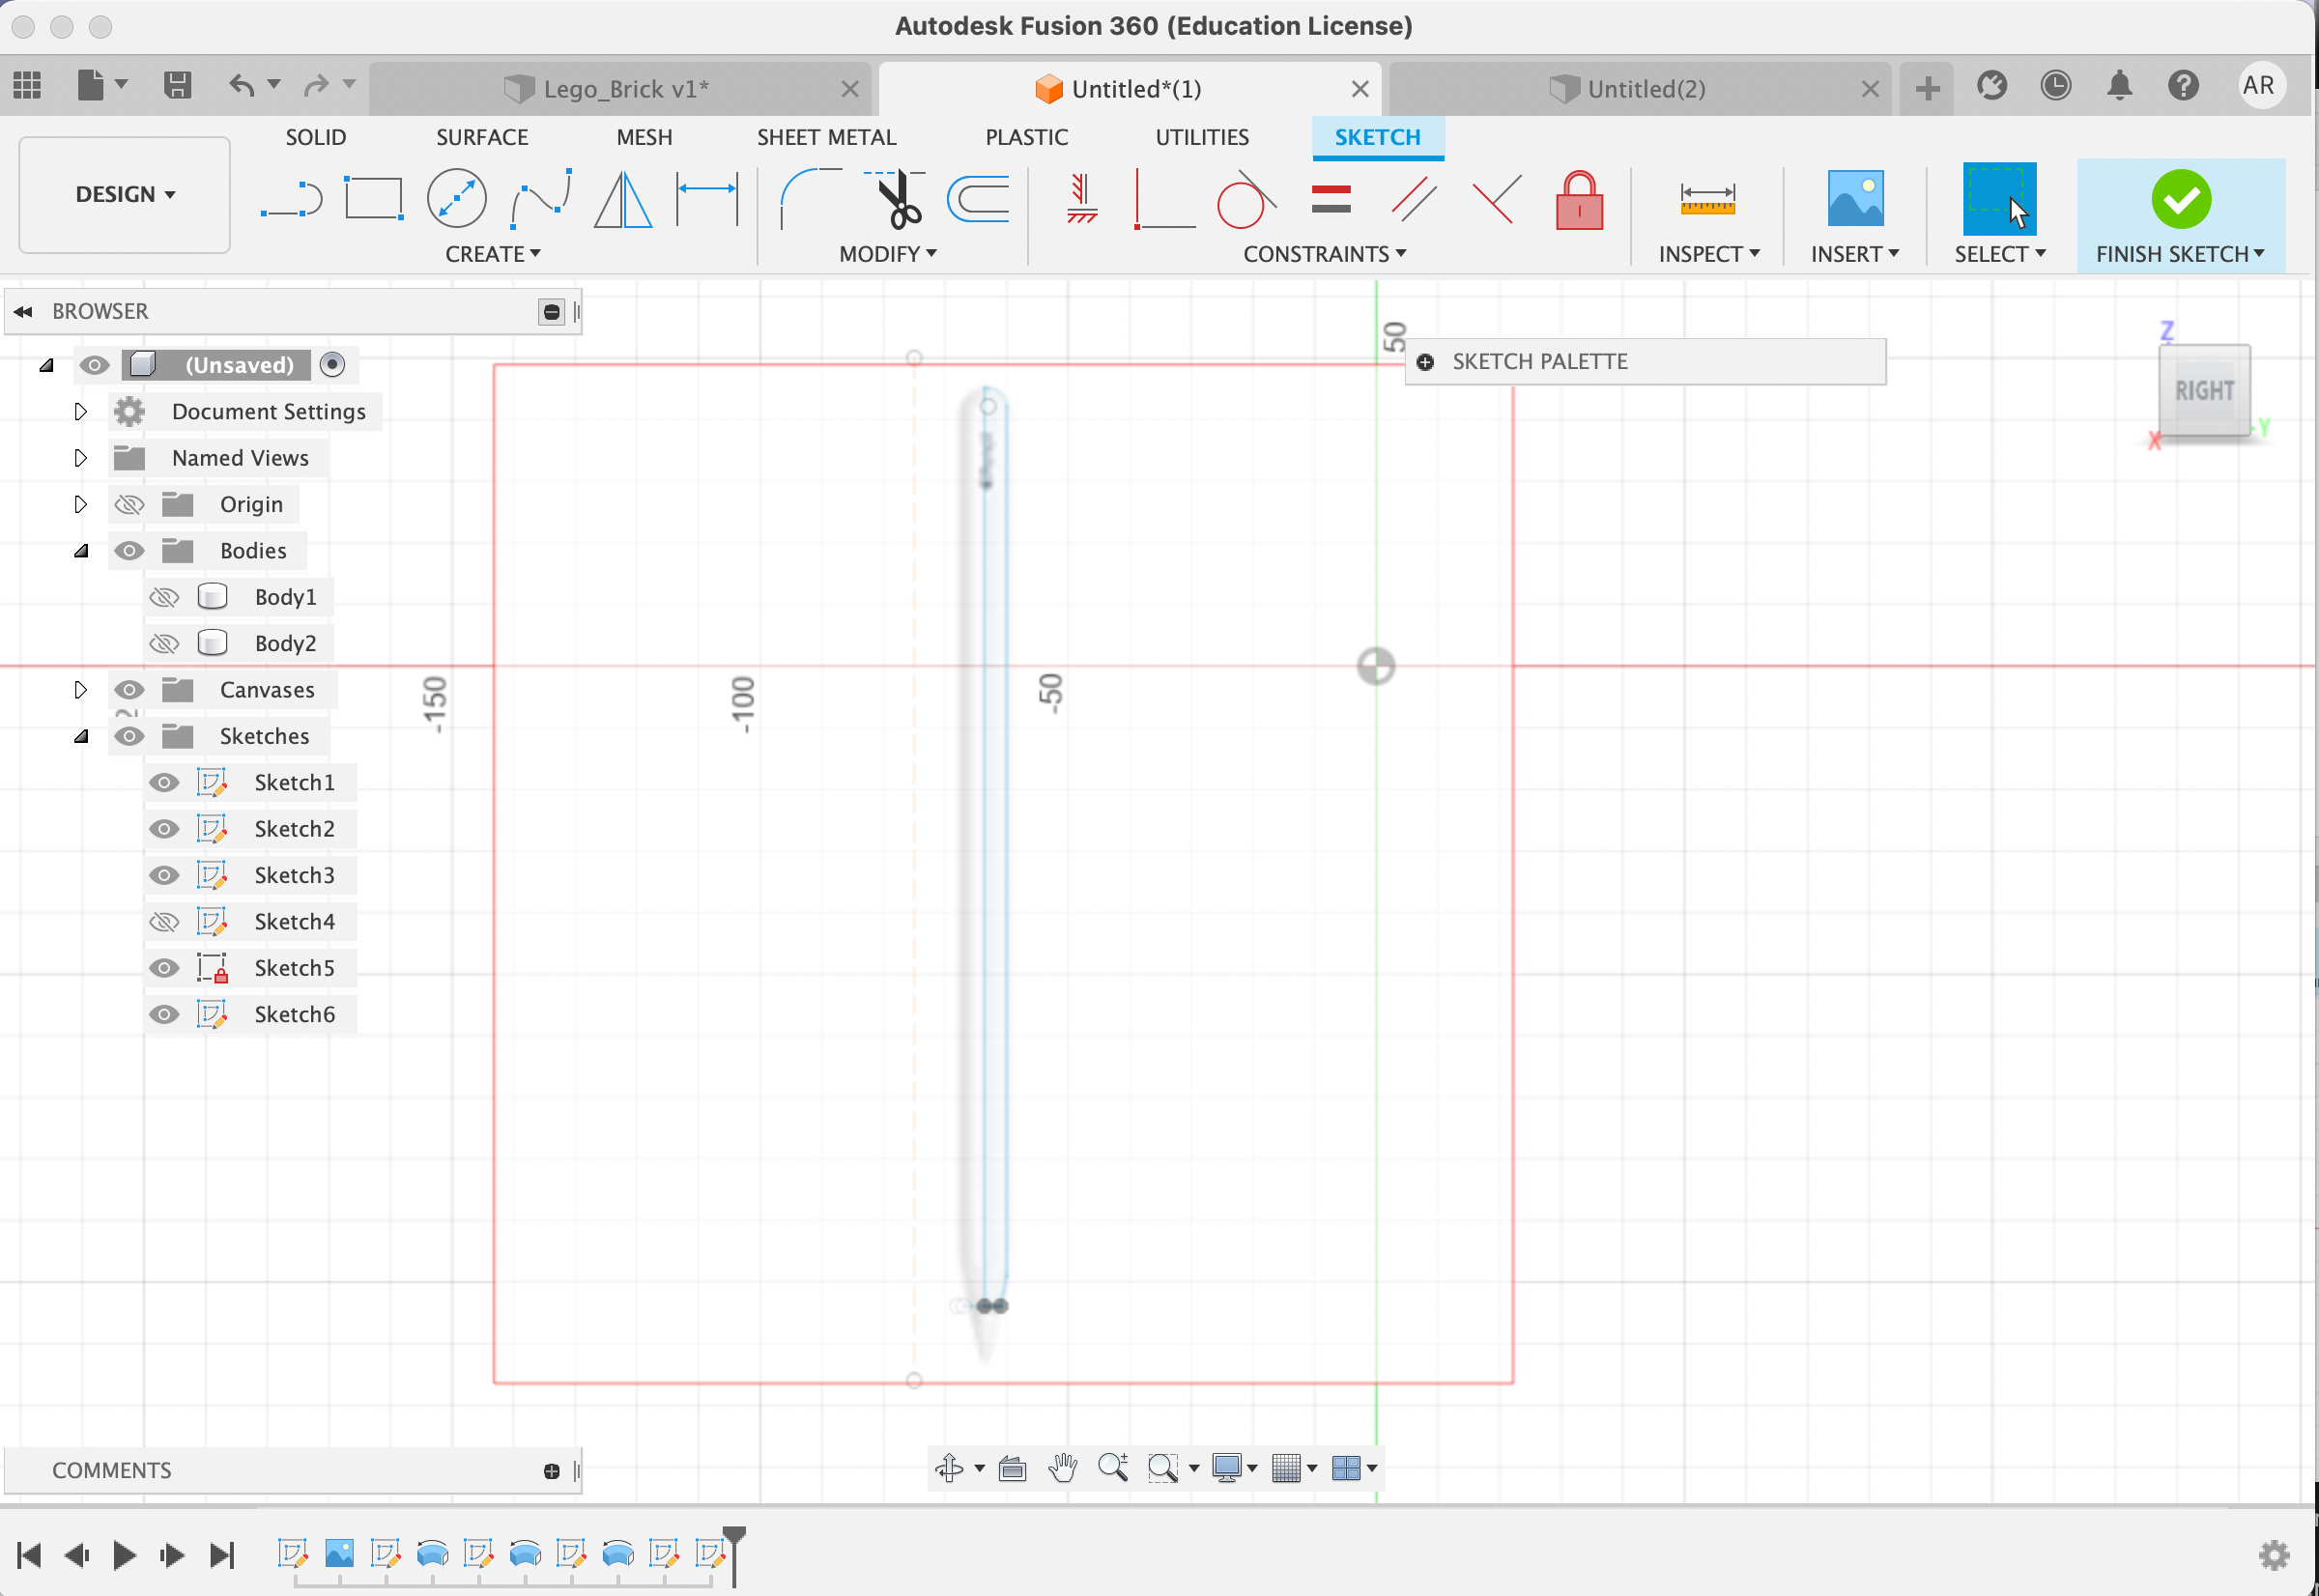 Autodesk Fusion 360 (Education License)
Lego_Brick v1*
Untitled*(1)
Untitled(2)
AR
SOLID
SURFACE
MESH
SHEET METAL
PLASTIC
UTILITIES
SKETCH
DESIGN
CREATE
MODIFY
CONSTRAINTS
INSPECT
INSERT
SELECT
FINISH SKETCH
BROWSER
50
SKETCH PALETTE
Z
RIGHT
X
-Y
(Unsaved)
Document Settings
Named Views
Origin
Bodies
Body1
Body2
-150
-100
-50
Canvases
Sketches
Sketch1
Sketch2
Sketch3
Sketch4
Sketch5
Sketch6
COMMENTS